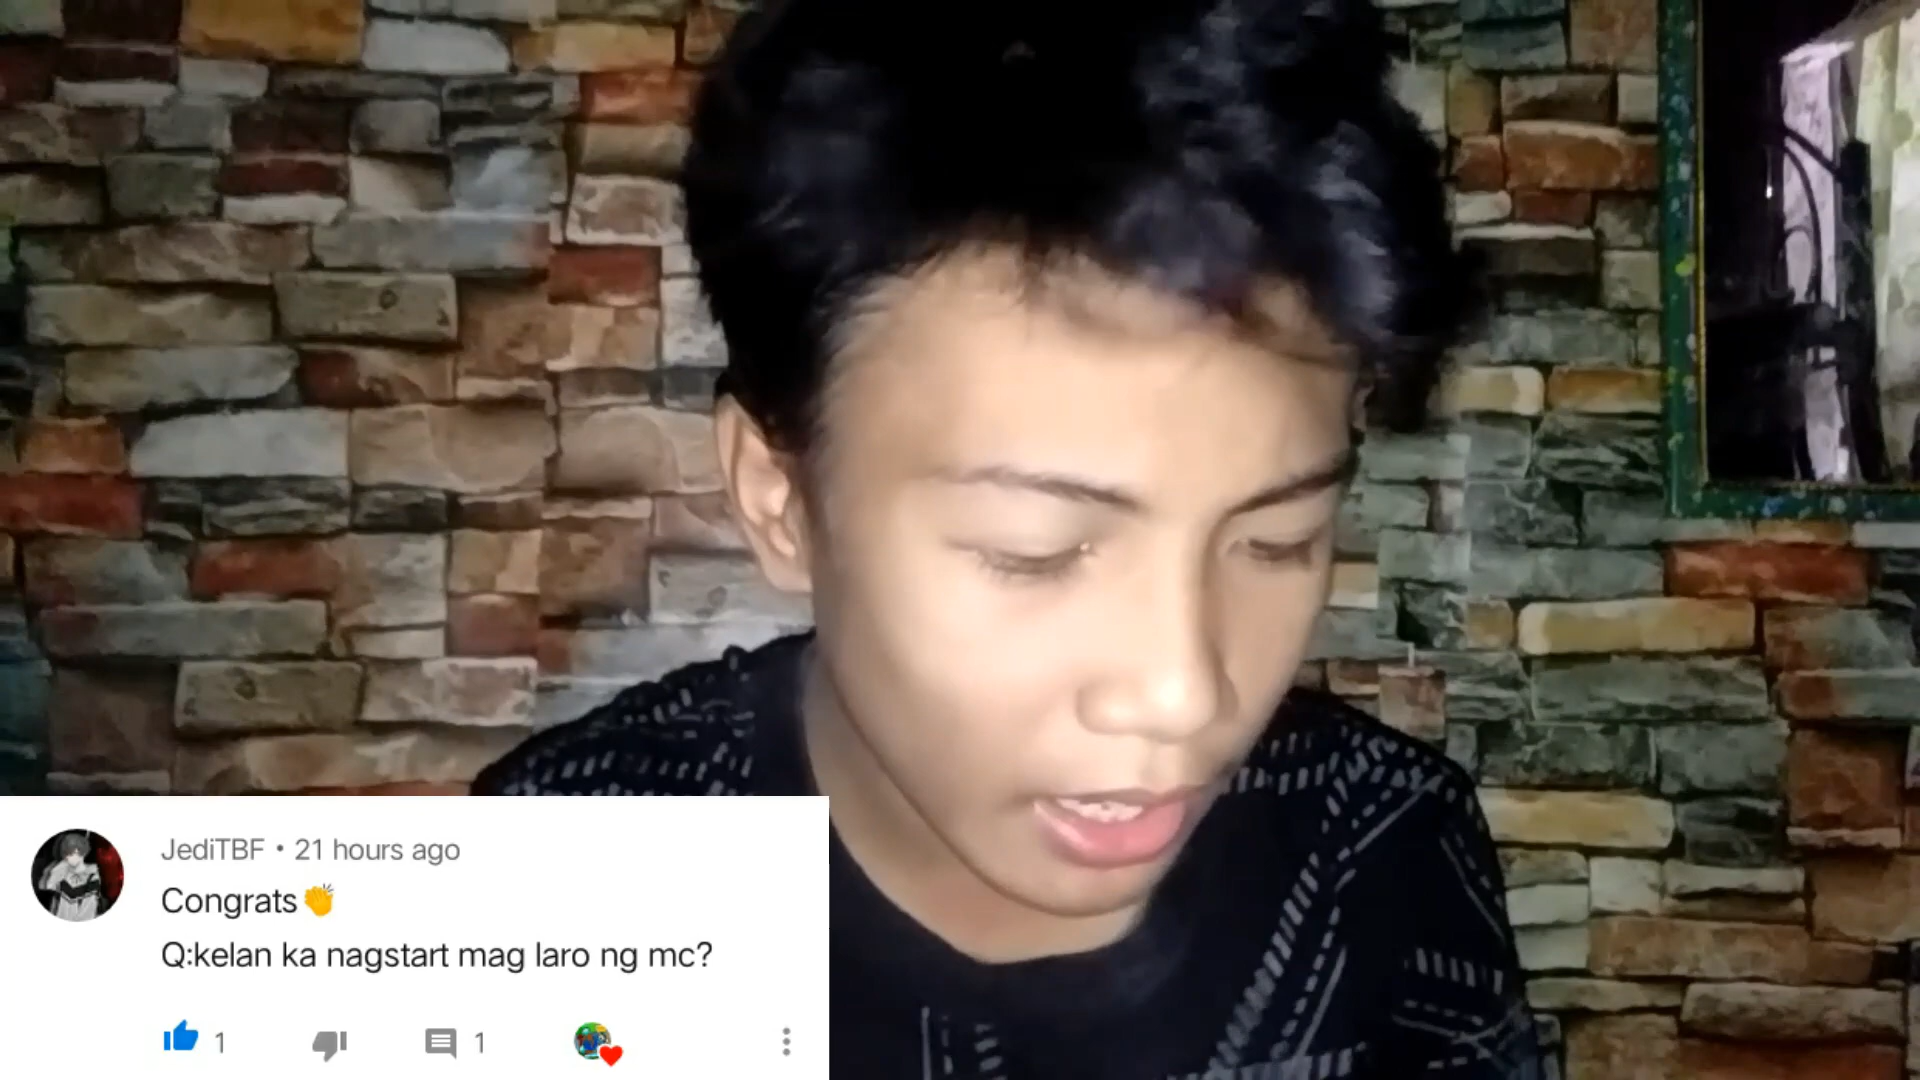 JediTBF • 21 hours ago
Congrats👏
Q:kelan ka nagstart mag laro ng mc?
1
1